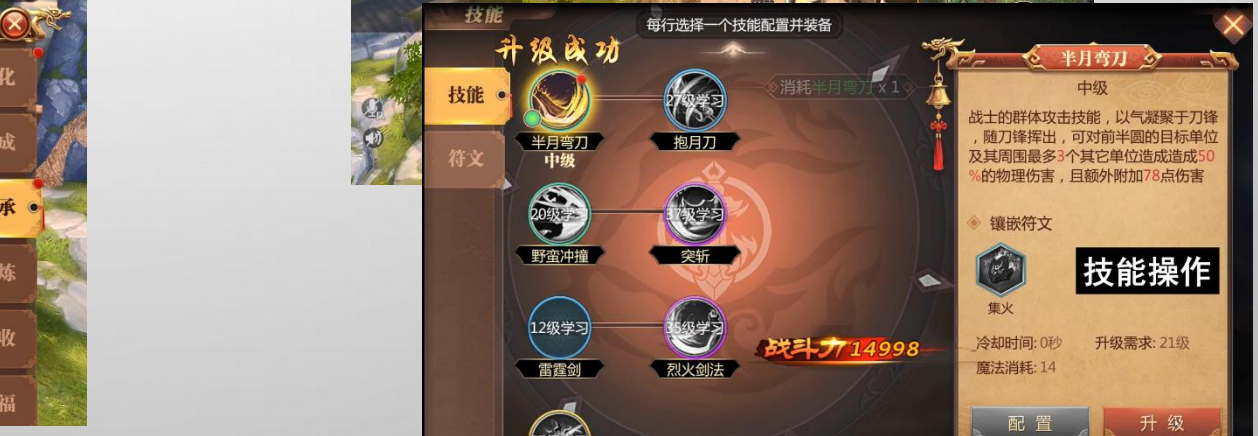 化
成
承
炼
收
福
技能
每行选择一个技能配置并装备
升级成功
技能
符文
消耗半月弯刀 x 1
半月弯刀
中级
27级学习
抱月刀
20级学习
野蛮冲撞
37级学习
突斩
12级学习
雷霆剑
35级学习
烈火剑法
战斗力14998
半月弯刀
中级
战士的群体攻击技能，以气凝聚于刀锋
，随刀锋挥出，可对前半圆的目标单位
及其周围最多3个其它单位造成造成50
%的物理伤害，且额外附加78点伤害
镶嵌符文
集火
技能操作
冷却时间: 0秒 升级需求: 21级
魔法消耗: 14
配 置 升 级